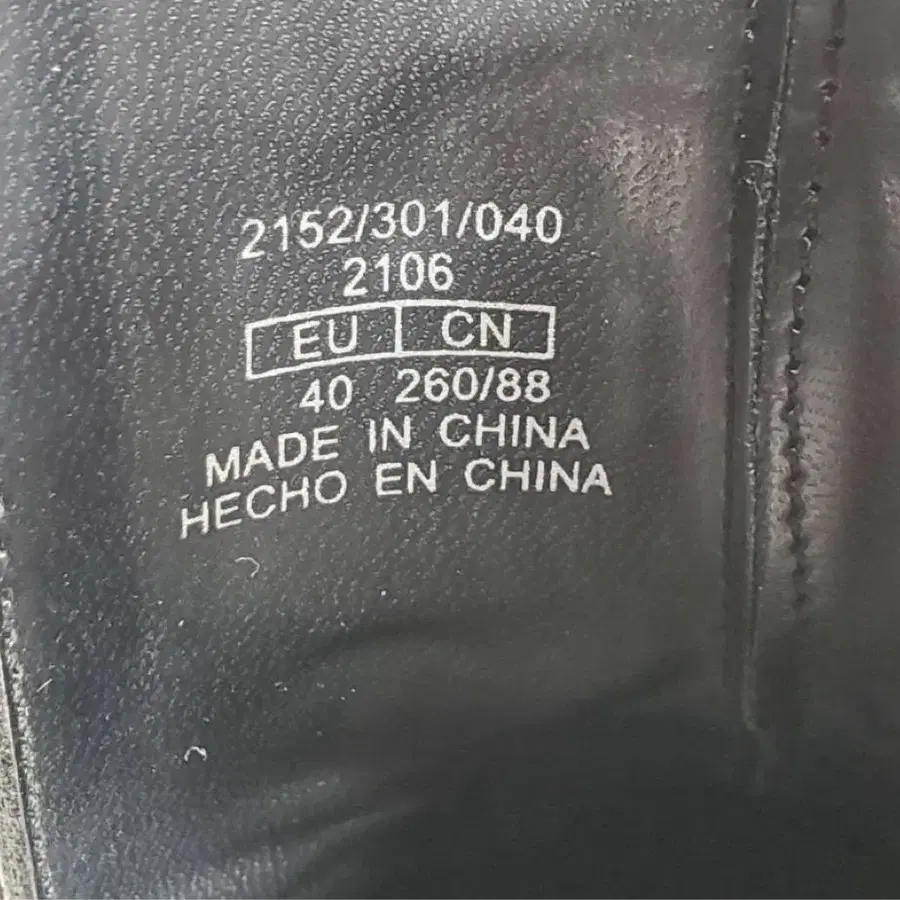 2152/301/040
2106
EU CN
40 260/88
MADE IN CHINA
HECHO EN CHINA